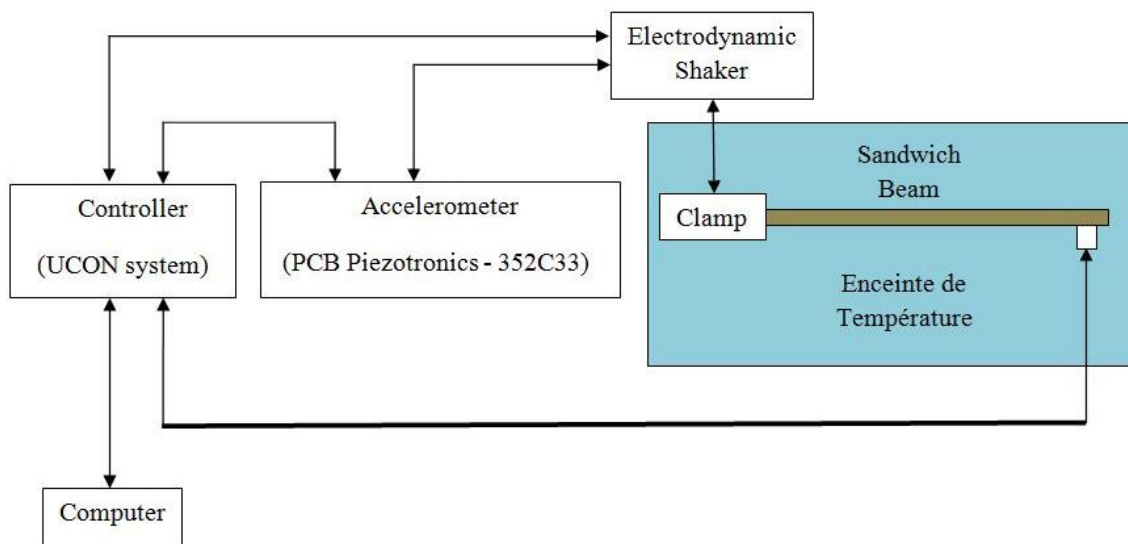 Electrodynamic
Shaker
Sandwich
Beam
Controller
(UCON system)
Accelerometer
(PCB Piezotronics - 352C33)
Clamp
Enceinte de
Température
Computer